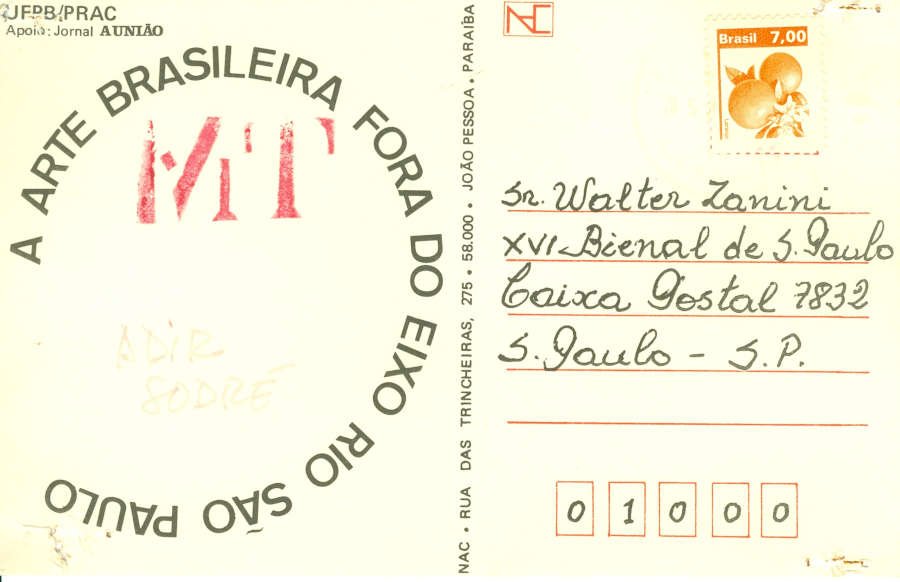 UFPB/PRAC
Apoio: Jornal A UNIÃO
A ARTE BRASILEIRA FORA DO EIXO RIO SÃO PAULO
MT
ADIR
SODRÉ
NAC • RUA DAS TRINCHEIRAS, 275 • 58.000 • JOÃO PESSOA • PARAÍBA
NAC
Brasil 7,00
Sr. Walter Zanini
XVI Bienal de S. Paulo
Caixa Postal 7832
S. Paulo - S.P.
0 1 0 0 0